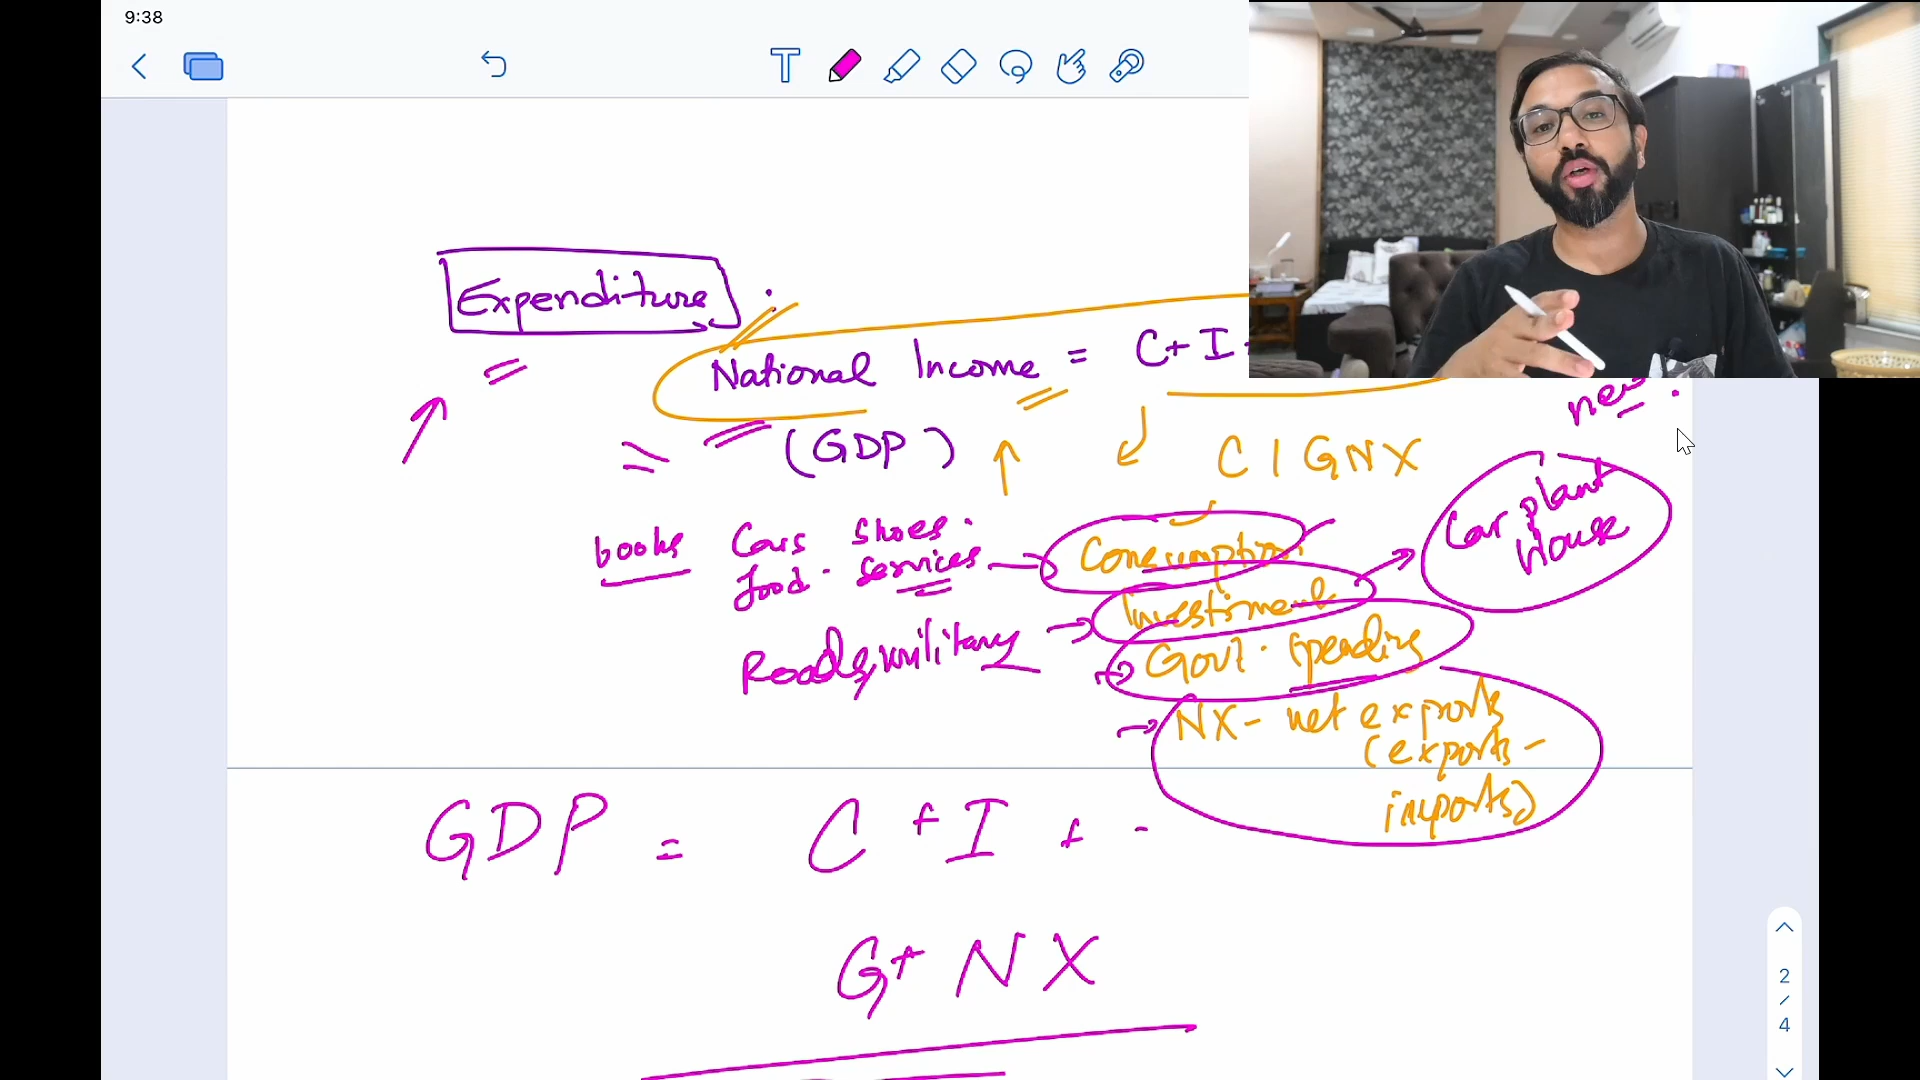 9:38
T
Expenditure :
National Income = C + I +
(GDP)
C I G N X
new .
books Cars Shoes .
food . services
Consumption
Car plant
House
Investment
Roads, military
Govt . Spending
NX - net exports
(exports -
imports)
GDP = C + I + -
G + NX
2
/
4